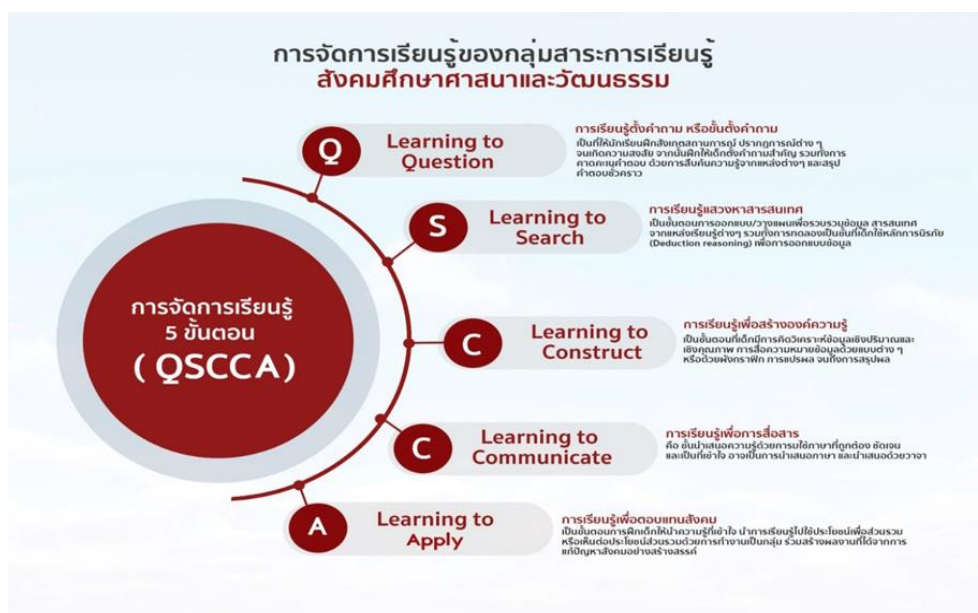 การจัดการเรียนรู้ของกลุ่มสาระการเรียนรู้
สังคมศึกษาศาสนาและวัฒนธรรม
การจัดการเรียนรู้
5 ขั้นตอน
( QSCCA)
Q
Learning to
Question
การเรียนรู้ตั้งคำถาม หรือขั้นตั้งคำถาม
เป็นที่ให้นักเรียนฝึกสังเกตสถานการณ์ ปรากฏการณ์ต่าง ๆ
จนเกิดความสงสัย จากนั้นฝึกให้เด็กตั้งคำถามสำคัญ รวมทั้งการ
คาดคะเนคำตอบ ด้วยการสืบค้นความรู้จากแหล่งต่างๆ และสรุป
คำตอบชั่วคราว
S
Learning to
Search
การเรียนรู้แสวงหาสารสนเทศ
เป็นขั้นตอนการออกแบบ/วางแผนเพื่อรวบรวมข้อมูล สารสนเทศ
จากแหล่งเรียนรู้ต่างๆ รวมทั้งการทดลองเป็นขั้นที่เด็กใช้หลักการนิรภัย
(Deduction reasoning) เพื่อการออกแบบข้อมูล
C
Learning to
Construct
การเรียนรู้เพื่อสร้างองค์ความรู้
เป็นขั้นตอนที่เด็กมีการคิดวิเคราะห์ข้อมูลเชิงปริมาณและ
เชิงคุณภาพ การสื่อความหมายข้อมูลด้วยแบบต่าง ๆ
หรือด้วยผังกราฟิก การแปรผล จนถึงการสรุปผล
C
Learning to
Communicate
การเรียนรู้เพื่อการสื่อสาร
คือ ขั้นนำเสนอความรู้ด้วยการนใช้ภาษาที่ถูกต้อง ชัดเจน
และเป็นที่เข้าใจ อาจเป็นการนำเสนอภาษา และนำเสนอด้วยวาจา
A
Learning to
Apply
การเรียนรู้เพื่อตอบแทนสังคม
เป็นขั้นตอนการฝึกเด็กให้นำความรู้ที่เข้าใจ นำการเรียนรู้ไปใช้ประโยชน์เพื่อส่วนรวม
หรือเห็นต่อประโยชน์ส่วนรวมด้วยการทำงานเป็นกลุ่ม ร่วมสร้างผลงานที่ได้จากการ
แก้ปัญหาสังคมอย่างสร้างสรรค์